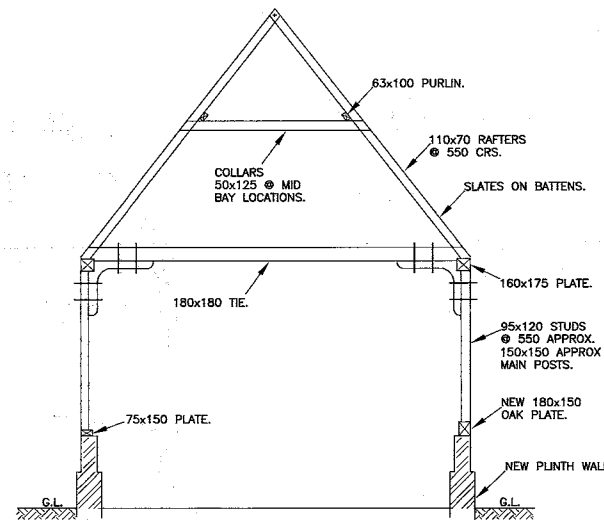 63x100 PURLIN.
110x70 RAFTERS
@ 550 CRS.
COLLARS
50x125 @ MID
BAY LOCATIONS.
SLATES ON BATTENS.
180x180 TIE.
160x175 PLATE.
95x120 STUDS
@ 550 APPROX.
150x150 APPROX
MAIN POSTS.
NEW 180x150
OAK PLATE.
75x150 PLATE.
NEW PLINTH WALL
G.L.
G.L.